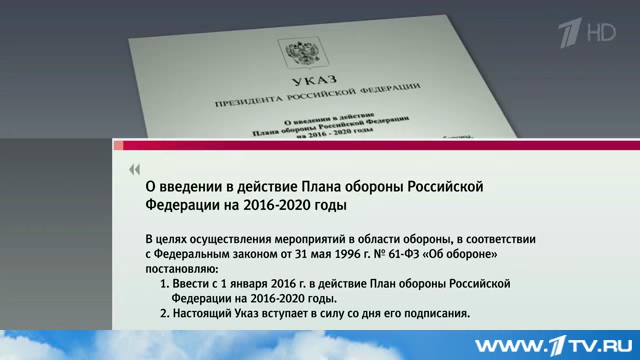 1 HD
УКАЗ
ПРЕЗИДЕНТА РОССИЙСКОЙ ФЕДЕРАЦИИ
О введении в действие
Плана обороны Российской Федерации
на 2016 - 2020 годы
«
О введении в действие Плана обороны Российской
Федерации на 2016-2020 годы
В целях осуществления мероприятий в области обороны, в соответствии
с Федеральным законом от 31 мая 1996 г. № 61-ФЗ «Об обороне»
постановляю:
1. Ввести с 1 января 2016 г. в действие План обороны Российской
Федерации на 2016-2020 годы.
2. Настоящий Указ вступает в силу со дня его подписания.
WWW.1TV.RU